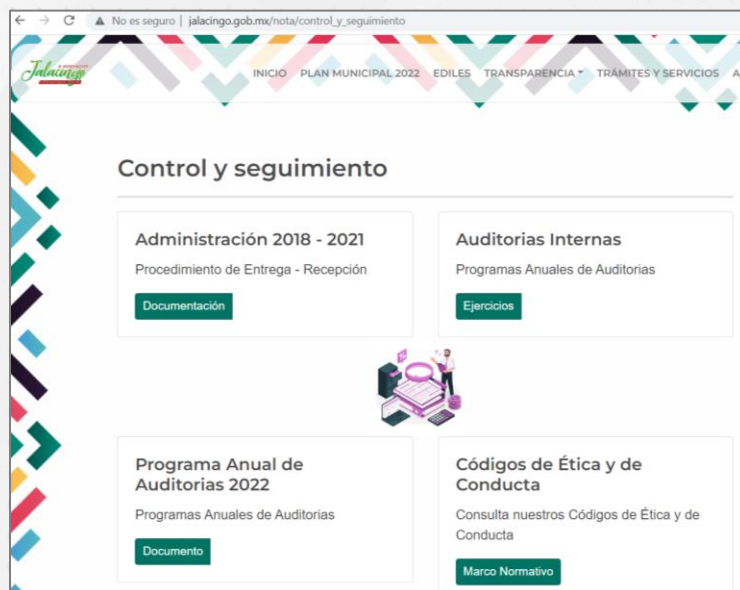 No es seguro | jalacingo.gob.mx/nota/control_y_seguimiento
Jalacingo
INICIO PLAN MUNICIPAL 2022 EDILES TRANSPARENCIA TRÁMITES Y SERVICIOS A
Control y seguimiento
Administración 2018 - 2021
Procedimiento de Entrega - Recepción
Documentación
Auditorias Internas
Programas Anuales de Auditorias
Ejercicios
Programa Anual de
Auditorias 2022
Programas Anuales de Auditorias
Documento
Códigos de Ética y de
Conducta
Consulta nuestros Códigos de Ética y de
Conducta
Marco Normativo